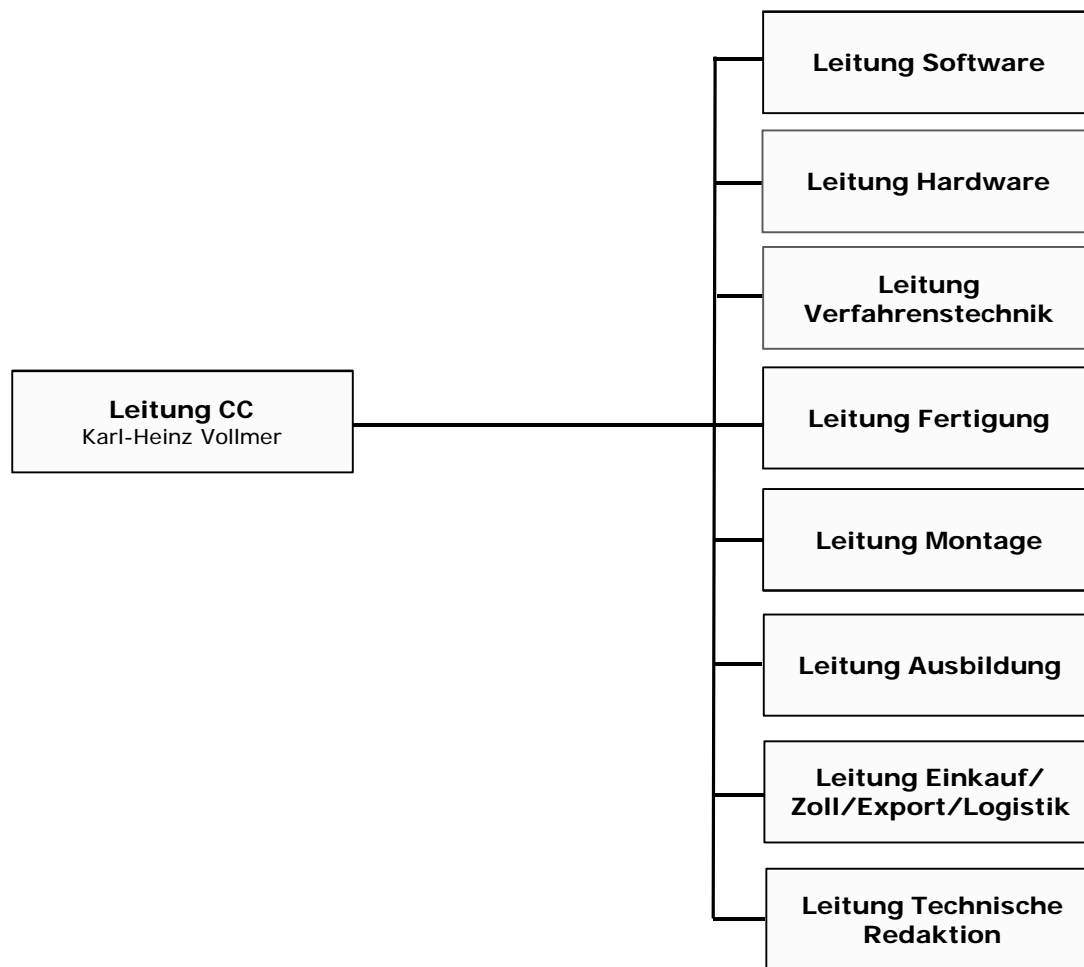 Leitung Software
Leitung Hardware
Leitung
Verfahrenstechnik
Leitung CC
Karl-Heinz Vollmer
Leitung Fertigung
Leitung Montage
Leitung Ausbildung
Leitung Einkauf/
Zoll/Export/Logistik
Leitung Technische
Redaktion